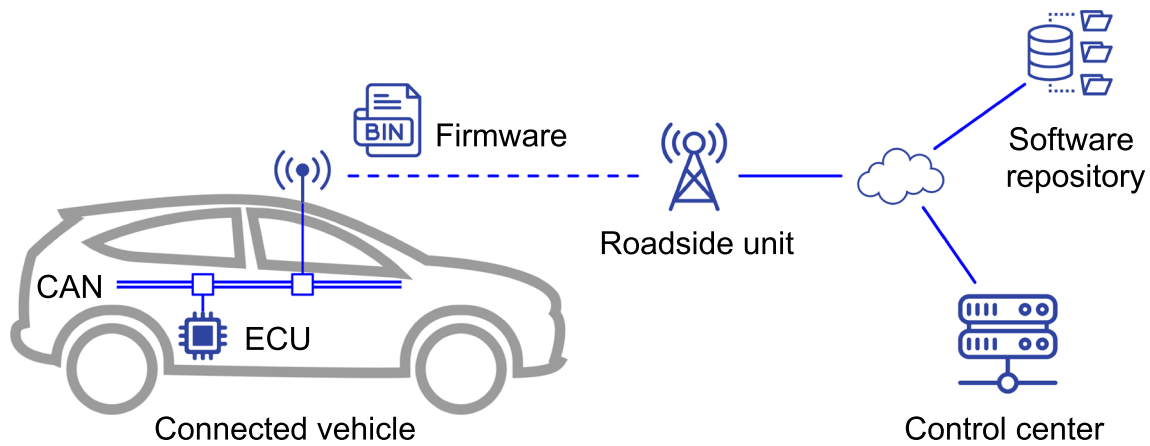 BIN
Firmware
Software
repository
Roadside unit
CAN
ECU
Connected vehicle
Control center